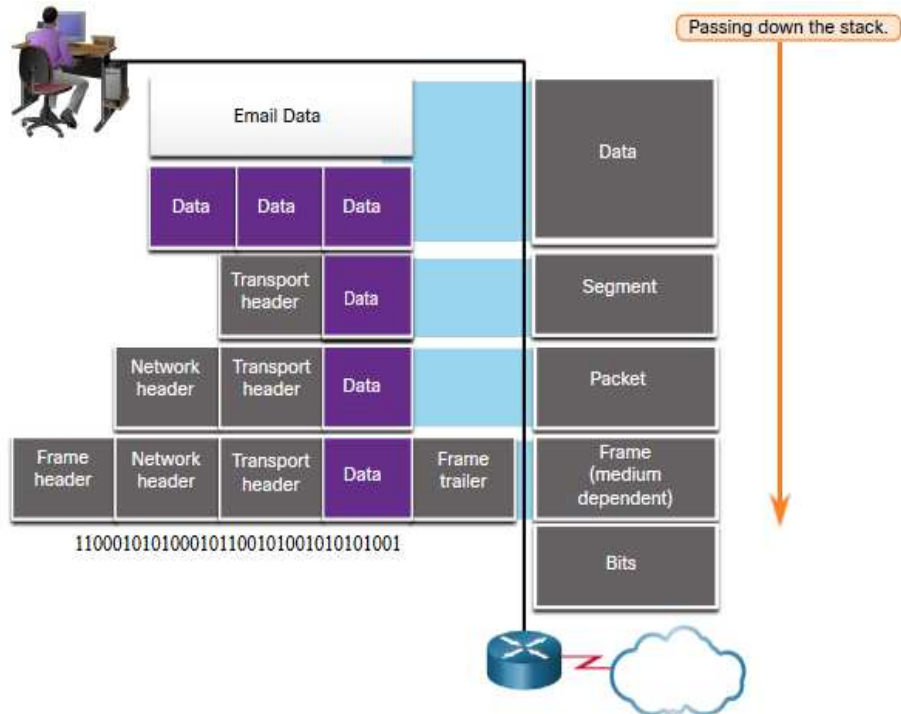 Passing down the stack.
Email Data
Data
Data
Data
Data
Transport
header
Data
Segment
Network
header
Transport
header
Data
Packet
Frame
header
Network
header
Transport
header
Data
Frame
trailer
Frame
(medium
dependent)
1100010101000101100101001010101001
Bits